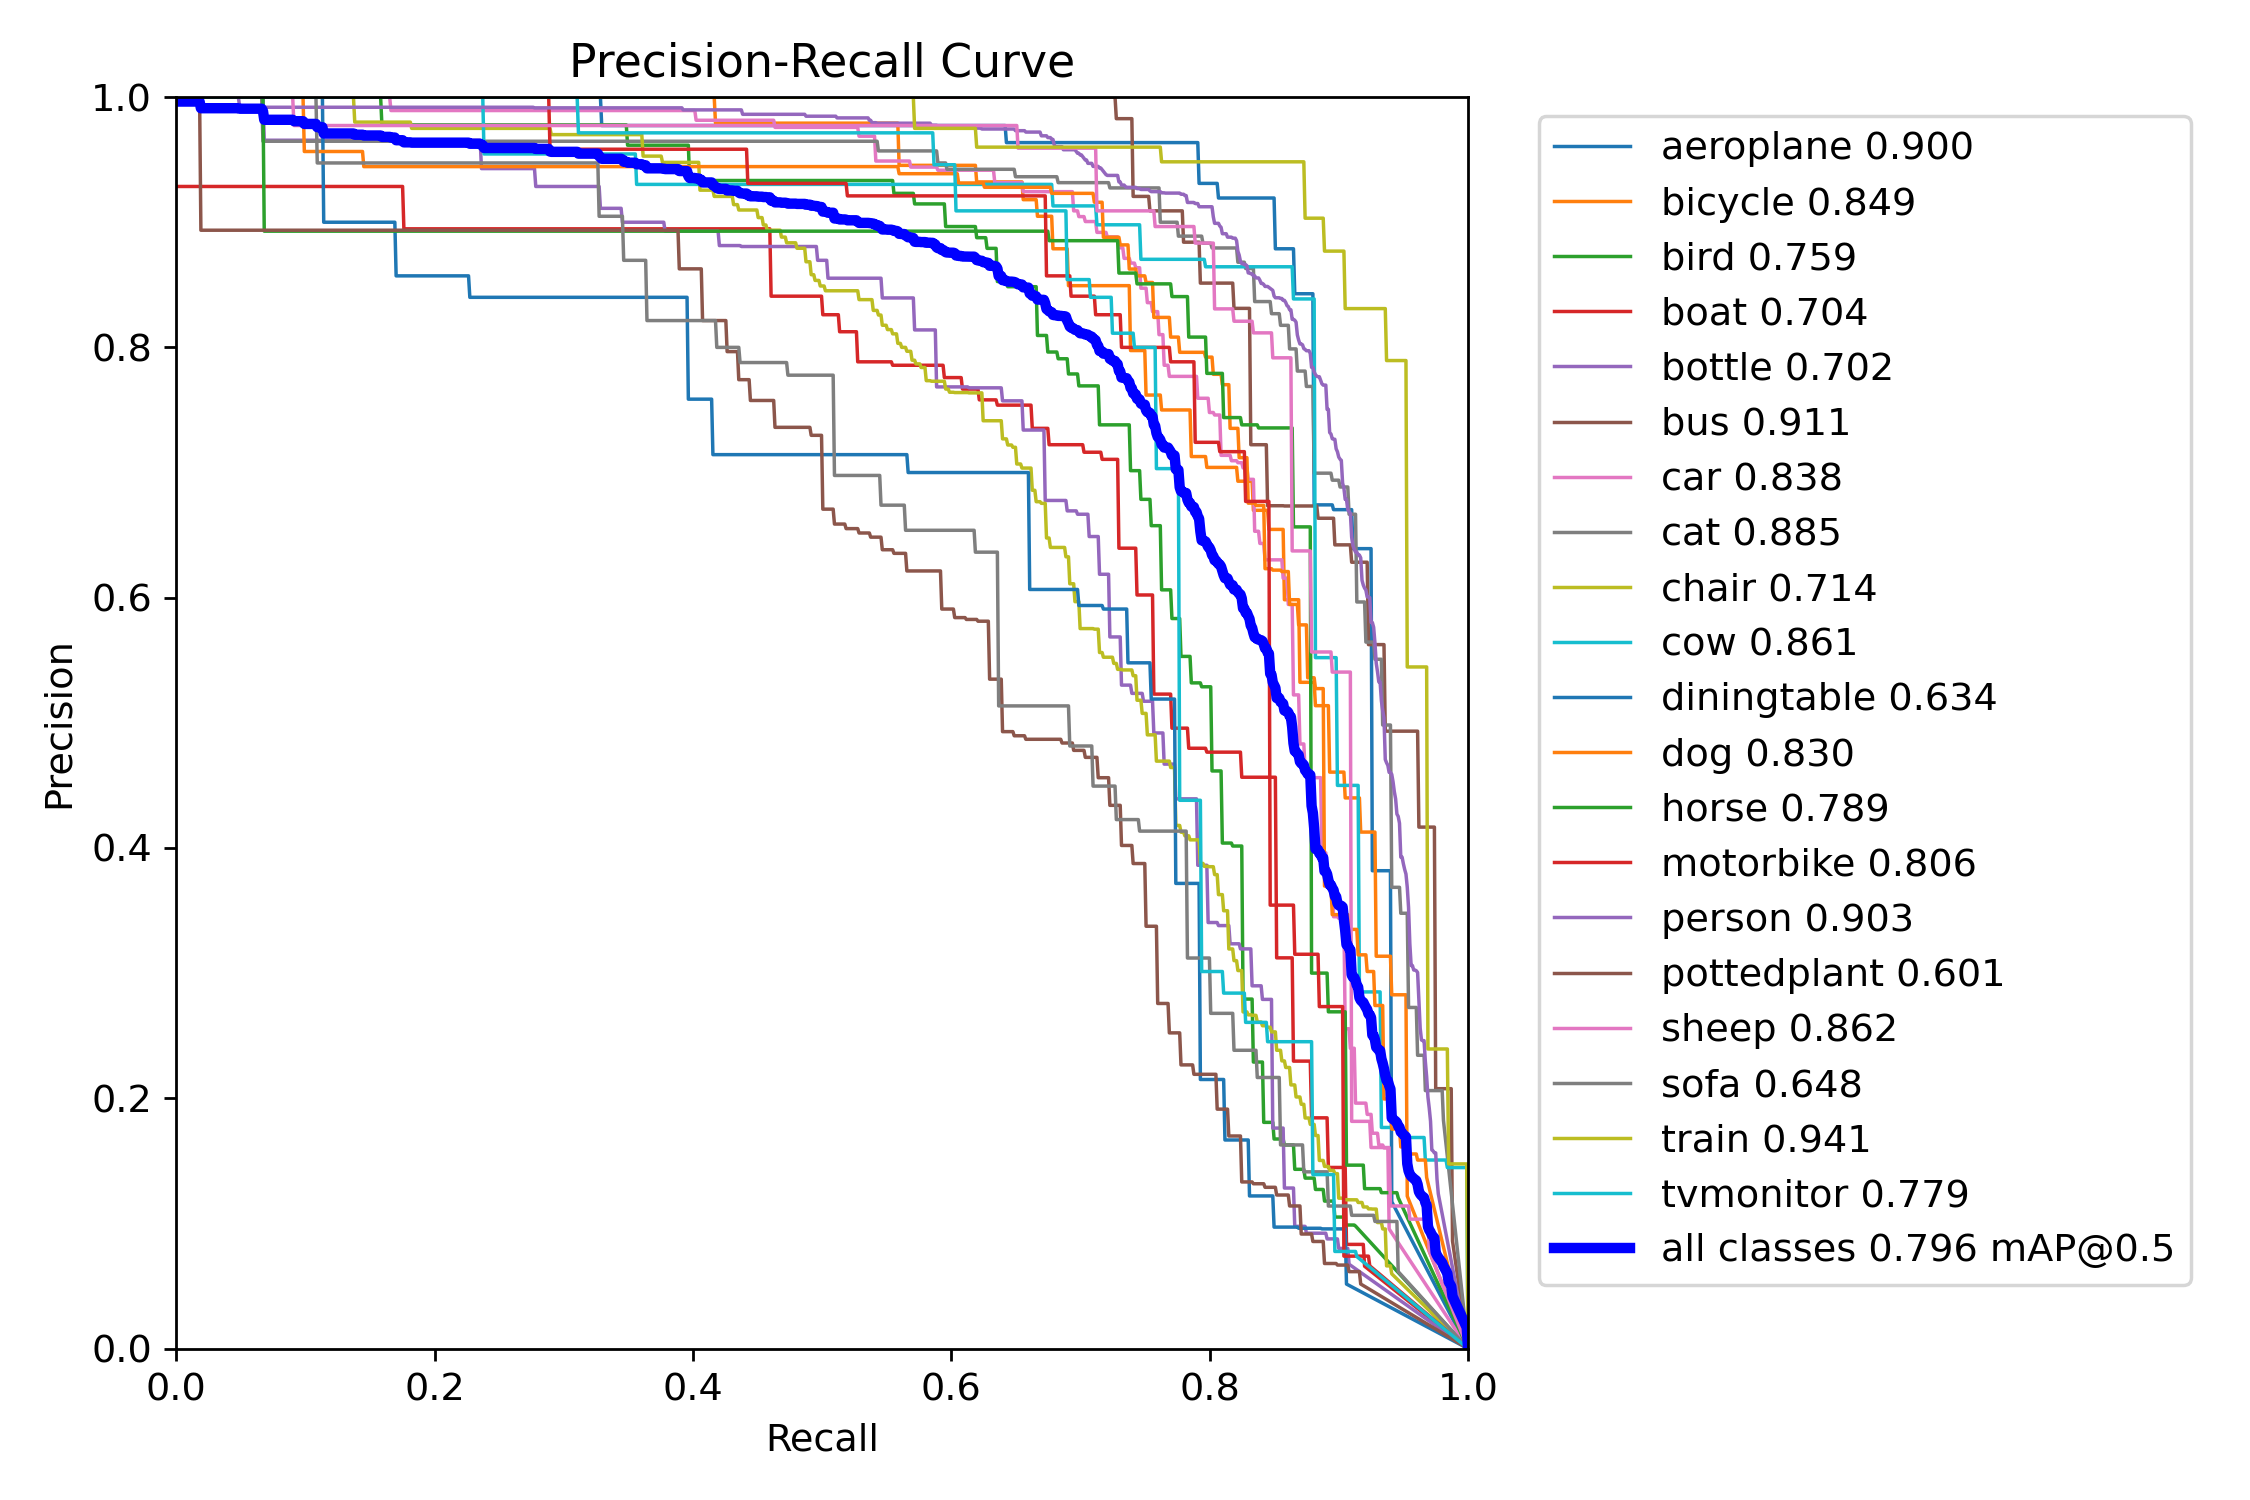 Precision-Recall Curve
1.0
0.8
0.6
0.4
0.2
0.0
Precision
0.0 0.2 0.4 0.6 0.8 1.0
Recall
aeroplane 0.900
bicycle 0.849
bird 0.759
boat 0.704
bottle 0.702
bus 0.911
car 0.838
cat 0.885
chair 0.714
cow 0.861
diningtable 0.634
dog 0.830
horse 0.789
motorbike 0.806
person 0.903
pottedplant 0.601
sheep 0.862
sofa 0.648
train 0.941
tvmonitor 0.779
all classes 0.796 mAP@0.5